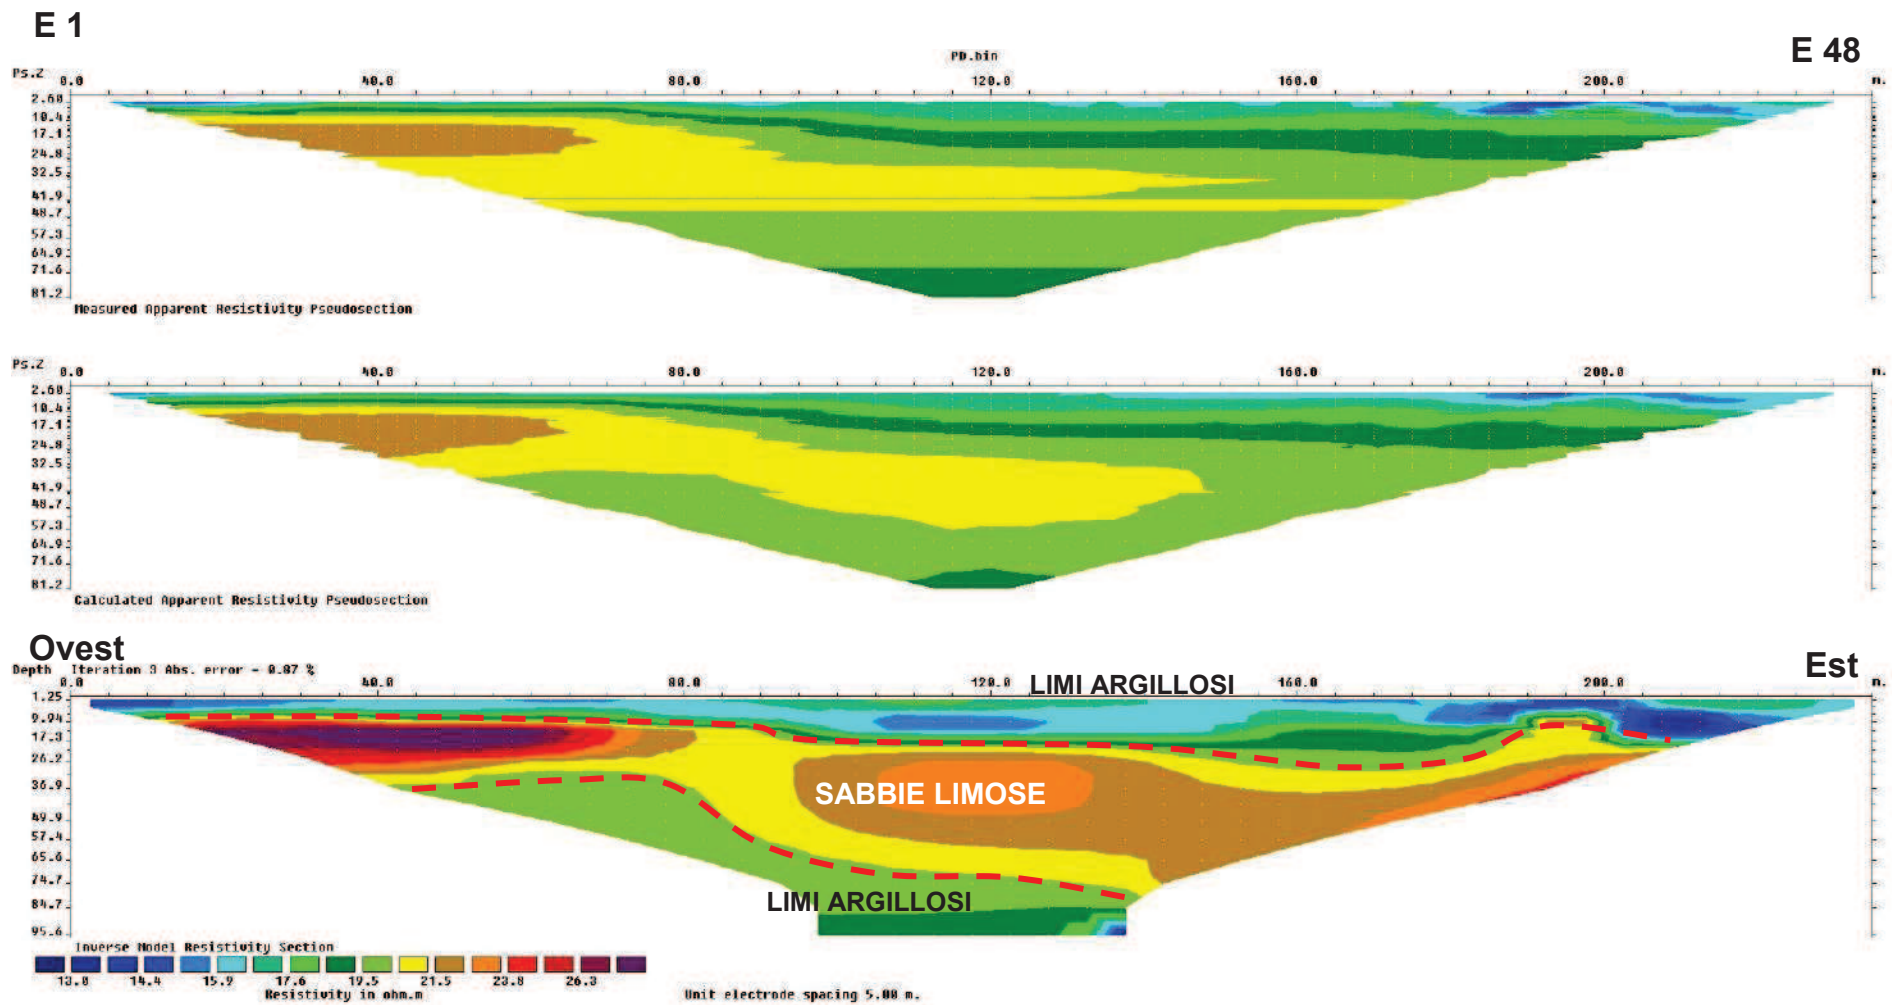 E 1
E 48
PD.bin
Ps.Z 0.0 40.0 80.0 120.0 160.0 200.0 m.
2.60
10.4
17.1
24.8
32.5
41.9
48.7
57.3
64.9
71.6
81.2
Measured Apparent Resistivity Pseudosection
Ps.Z 0.0 40.0 80.0 120.0 160.0 200.0 m.
2.60
10.4
17.1
24.8
32.5
41.9
48.7
57.3
64.9
71.6
81.2
Calculated Apparent Resistivity Pseudosection
Ovest
Est
Depth Iteration 3 Abs. error - 0.87 %
0.0 40.0 80.0 120.0 160.0 200.0 m.
LIMI ARGILLOSI
1.25
9.94
17.3
26.2
36.9
49.9
57.4
65.6
74.7
84.7
95.6
SABBIE LIMOSE
LIMI ARGILLOSI
Inverse Model Resistivity Section
13.0 14.4 15.9 17.6 19.5 21.5 23.8 26.3
Resistivity in ohm.m
Unit electrode spacing 5.00 m.